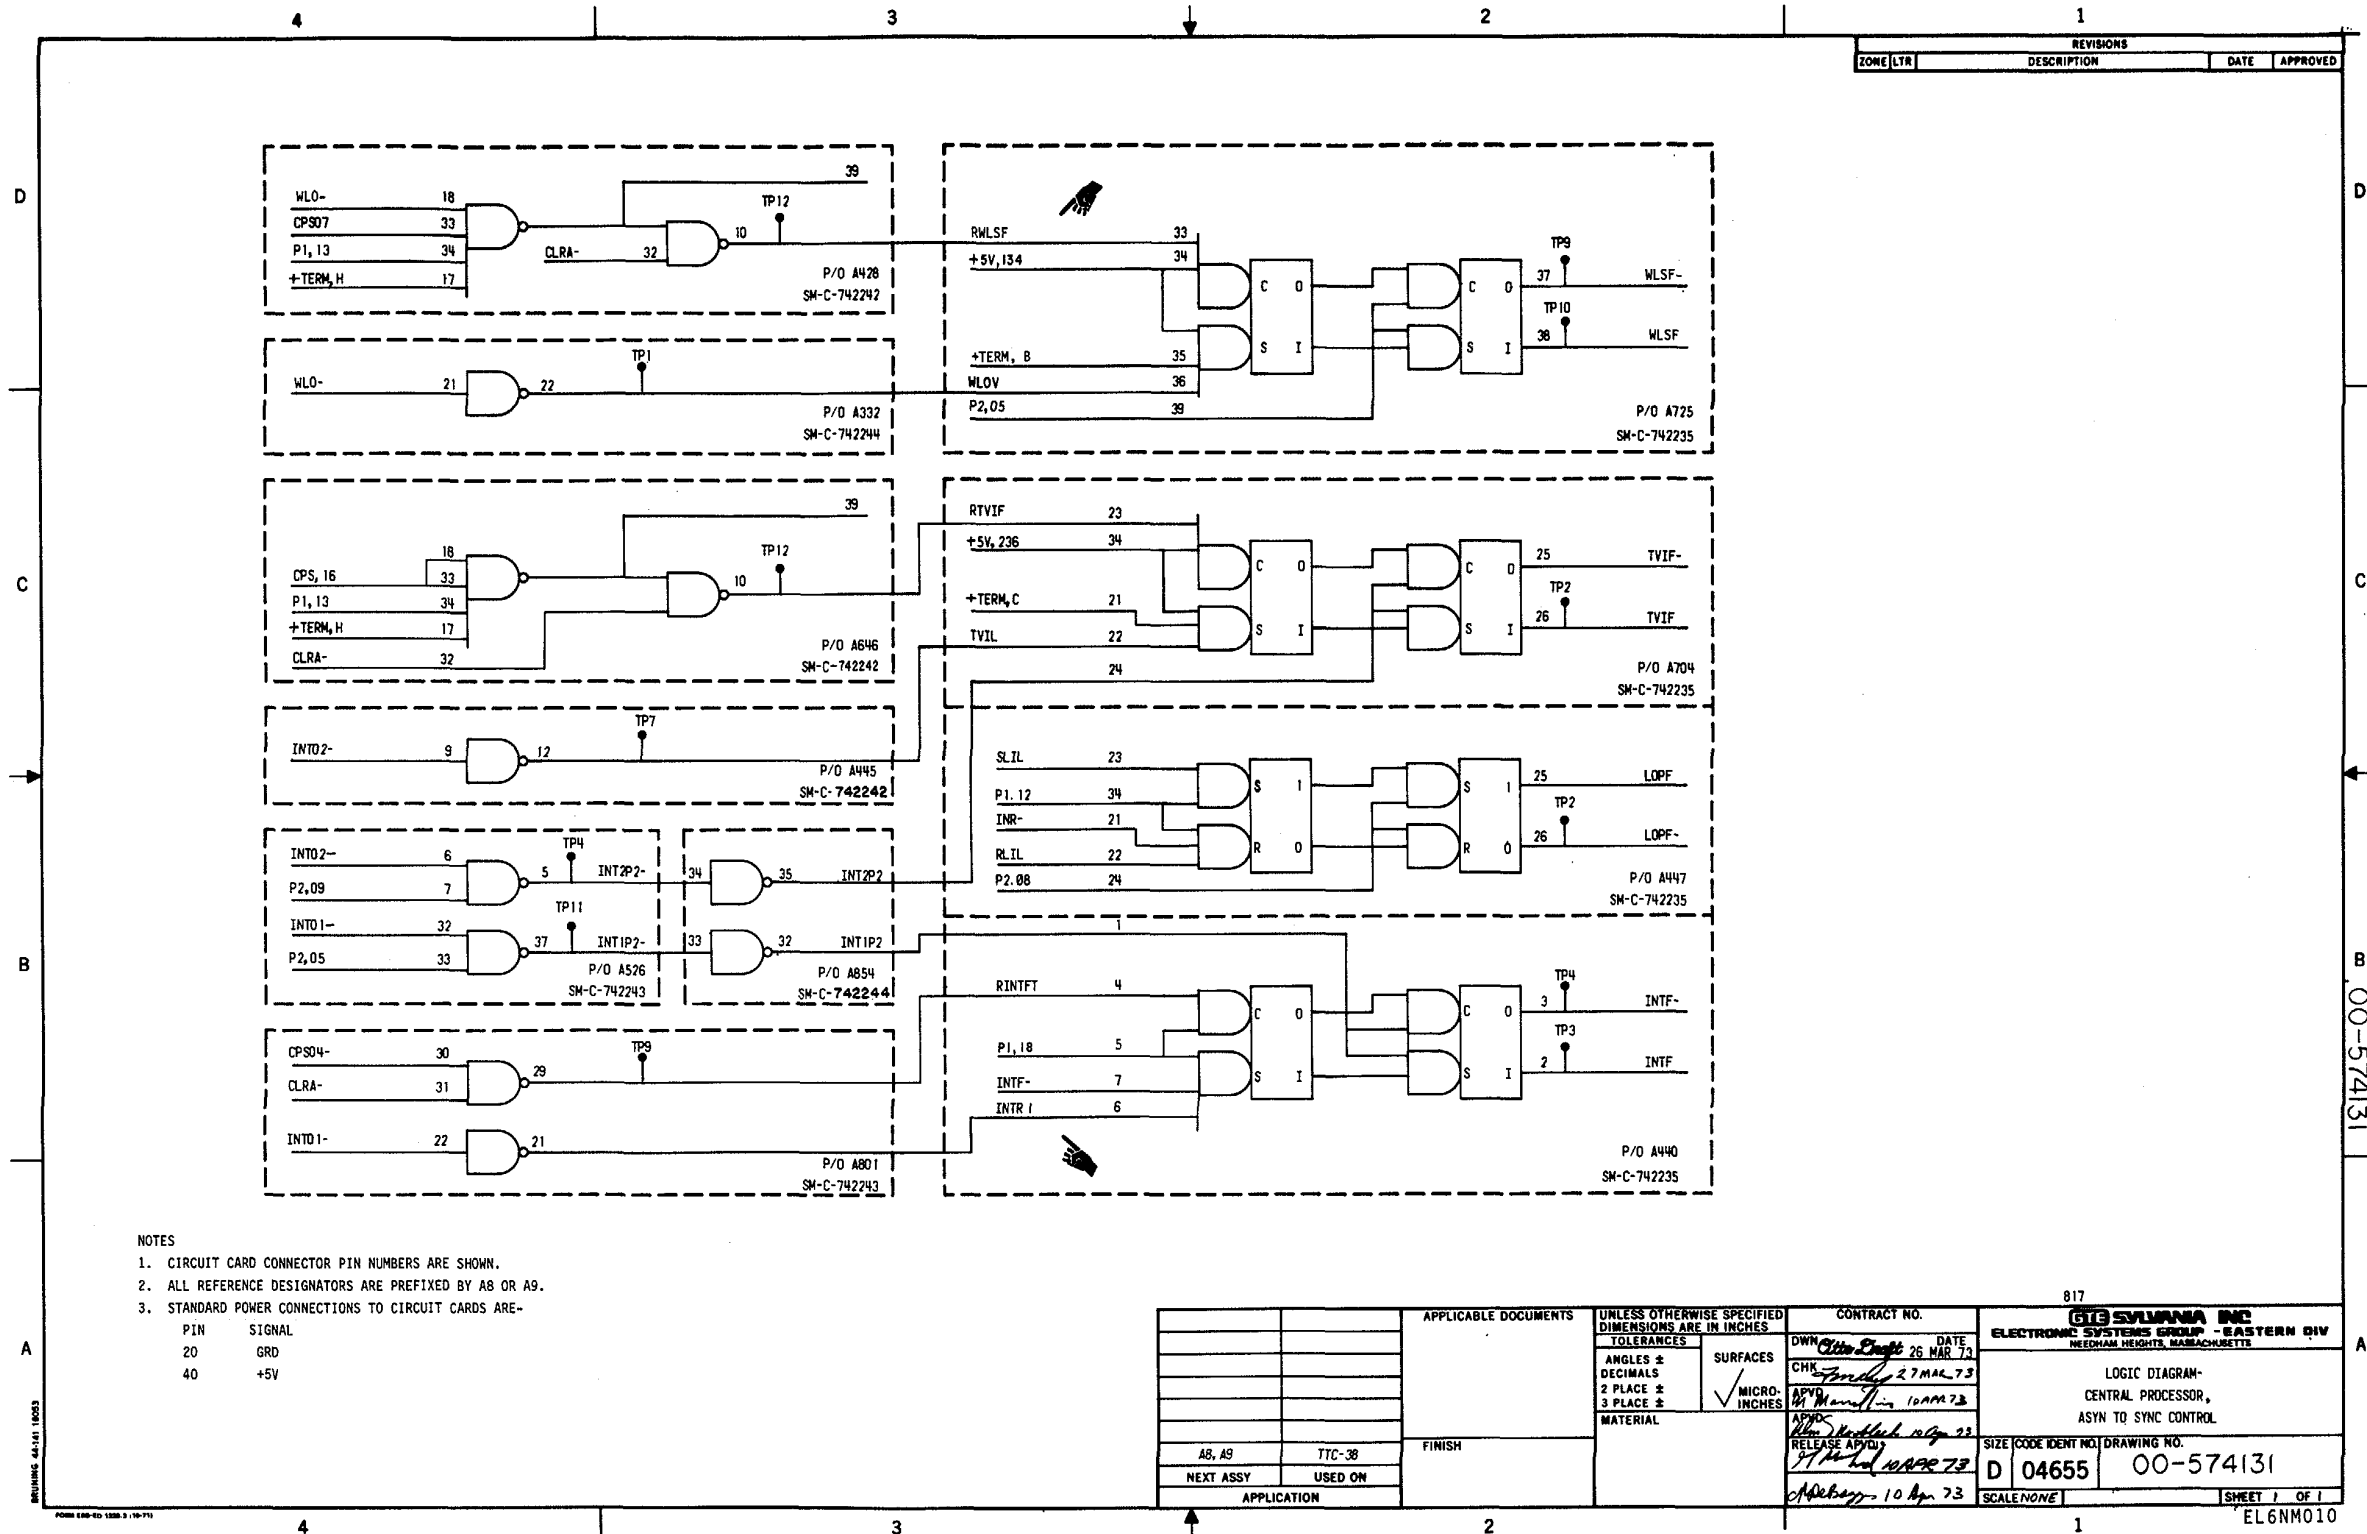 4 3 2 1
REVISIONS
ZONE LTR DESCRIPTION DATE APPROVED
D
D
WLO- 18
CPS07 33
P1,13 34
+TERM,H 17
CLRA- 32
39
10 TP12
P/O A428
SM-C-742242
WLO- 21 22 TP1
P/O A332
SM-C-742244
RWLSF 33
+5V,134 34
+TERM, B 35
WLOV 36
P2,05 39
C O
S I
C O
S I
TP9
37 WLSF-
TP10
38 WLSF
P/O A725
SM-C-742235
C
C
39
18
CPS,16 33
P1,13 34
+TERM,H 17
CLRA- 32
10 TP12
P/O A646
SM-C-742242
INT02- 9 12 TP7
P/O A445
SM-C-742242
RTVIF 23
+5V,236 34
+TERM,C 21
TVIL 22
24
C O
S I
C O
S I
25 TVIF-
TP2
26 TVIF
P/O A704
SM-C-742235
SLIL 23
P1.12 34
INR- 21
RLIL 22
P2.08 24
S I
R O
S I
R O
25 LOPF
TP2
26 LOPF-
P/O A447
SM-C-742235
B
B
INT02- 6
P2,09 7
5 TP4 INT2P2-
INT01- 32
P2,05 33
37 TP11 INT1P2-
P/O A526
SM-C-742243
34 35 INT2P2
33 32 INT1P2
P/O A854
SM-C-742244
CPS04- 30
CLRA- 31
29 TP9
INT01- 22 21
P/O A801
SM-C-742243
1
RINTFT 4
P1,18 5
INTF- 7
INTR1 6
C O
S I
C O
S I
TP4
3 INTF-
TP3
2 INTF
P/O A440
SM-C-742235
00-574131
NOTES
1. CIRCUIT CARD CONNECTOR PIN NUMBERS ARE SHOWN.
2. ALL REFERENCE DESIGNATORS ARE PREFIXED BY A8 OR A9.
3. STANDARD POWER CONNECTIONS TO CIRCUIT CARDS ARE-
PIN SIGNAL
20 GRD
40 +5V
A
A
A8, A9 TTC-38
NEXT ASSY USED ON
APPLICATION
APPLICABLE DOCUMENTS
FINISH
UNLESS OTHERWISE SPECIFIED
DIMENSIONS ARE IN INCHES
TOLERANCES
ANGLES ±
DECIMALS
2 PLACE ±
3 PLACE ±
SURFACES
MICRO-
INCHES
MATERIAL
CONTRACT NO.
DWN DATE
26 MAR 73
CHK 27 MAR 73
APVD 10 APR 73
APVD 10 Apr 73
RELEASE APVD 10 APR 73
10 Apr 73
817
GTE SYLVANIA INC
ELECTRONIC SYSTEMS GROUP - EASTERN DIV
NEEDHAM HEIGHTS, MASSACHUSETTS
LOGIC DIAGRAM-
CENTRAL PROCESSOR,
ASYN TO SYNC CONTROL
SIZE CODE IDENT NO. DRAWING NO.
D 04655 00-574131
SCALE NONE SHEET 1 OF 1
EL6NM010
BRUNING 44-141 18053
4 3 2 1